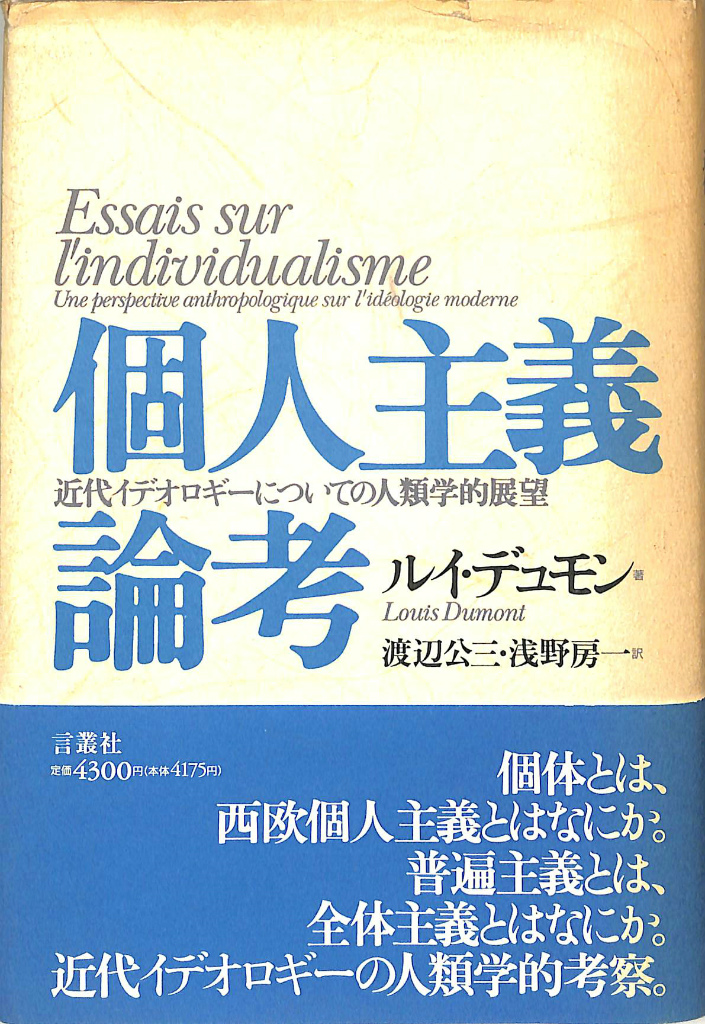 Essais sur
l'individualisme
Une perspective anthropologique sur l'idéologie moderne
個人主義
近代イデオロギーについての人類学的展望
論考
ルイ・デュモン著
Louis Dumont
渡辺公三・浅野房一訳
言叢社
定価4300円(本体4175円)
個体とは、
西欧個人主義とはなにか。
普遍主義とは、
全体主義とはなにか。
近代イデオロギーの人類学的考察。